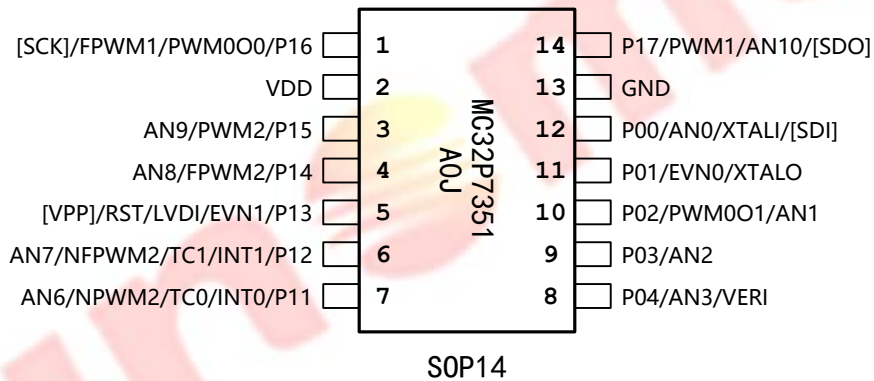 [SCK]/FPWM1/PWM0O0/P16 1 14 P17/PWM1/AN10/[SDO]
VDD 2 13 GND
AN9/PWM2/P15 3 12 P00/AN0/XTALI/[SDI]
AN8/FPWM2/P14 4 11 P01/EVN0/XTALO
[VPP]/RST/LVDI/EVN1/P13 5 10 P02/PWM0O1/AN1
AN7/NFPWM2/TC1/INT1/P12 6 9 P03/AN2
AN6/NPWM2/TC0/INT0/P11 7 8 P04/AN3/VERI
MC32P7351
A0J
SOP14